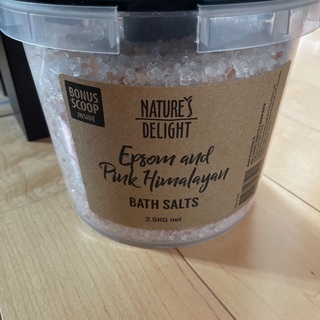 BONUS
SCOOP
INSIDE
NATURE'S
DELIGHT
Epsom and
Pink Himalayan
BATH SALTS
2.5KG net